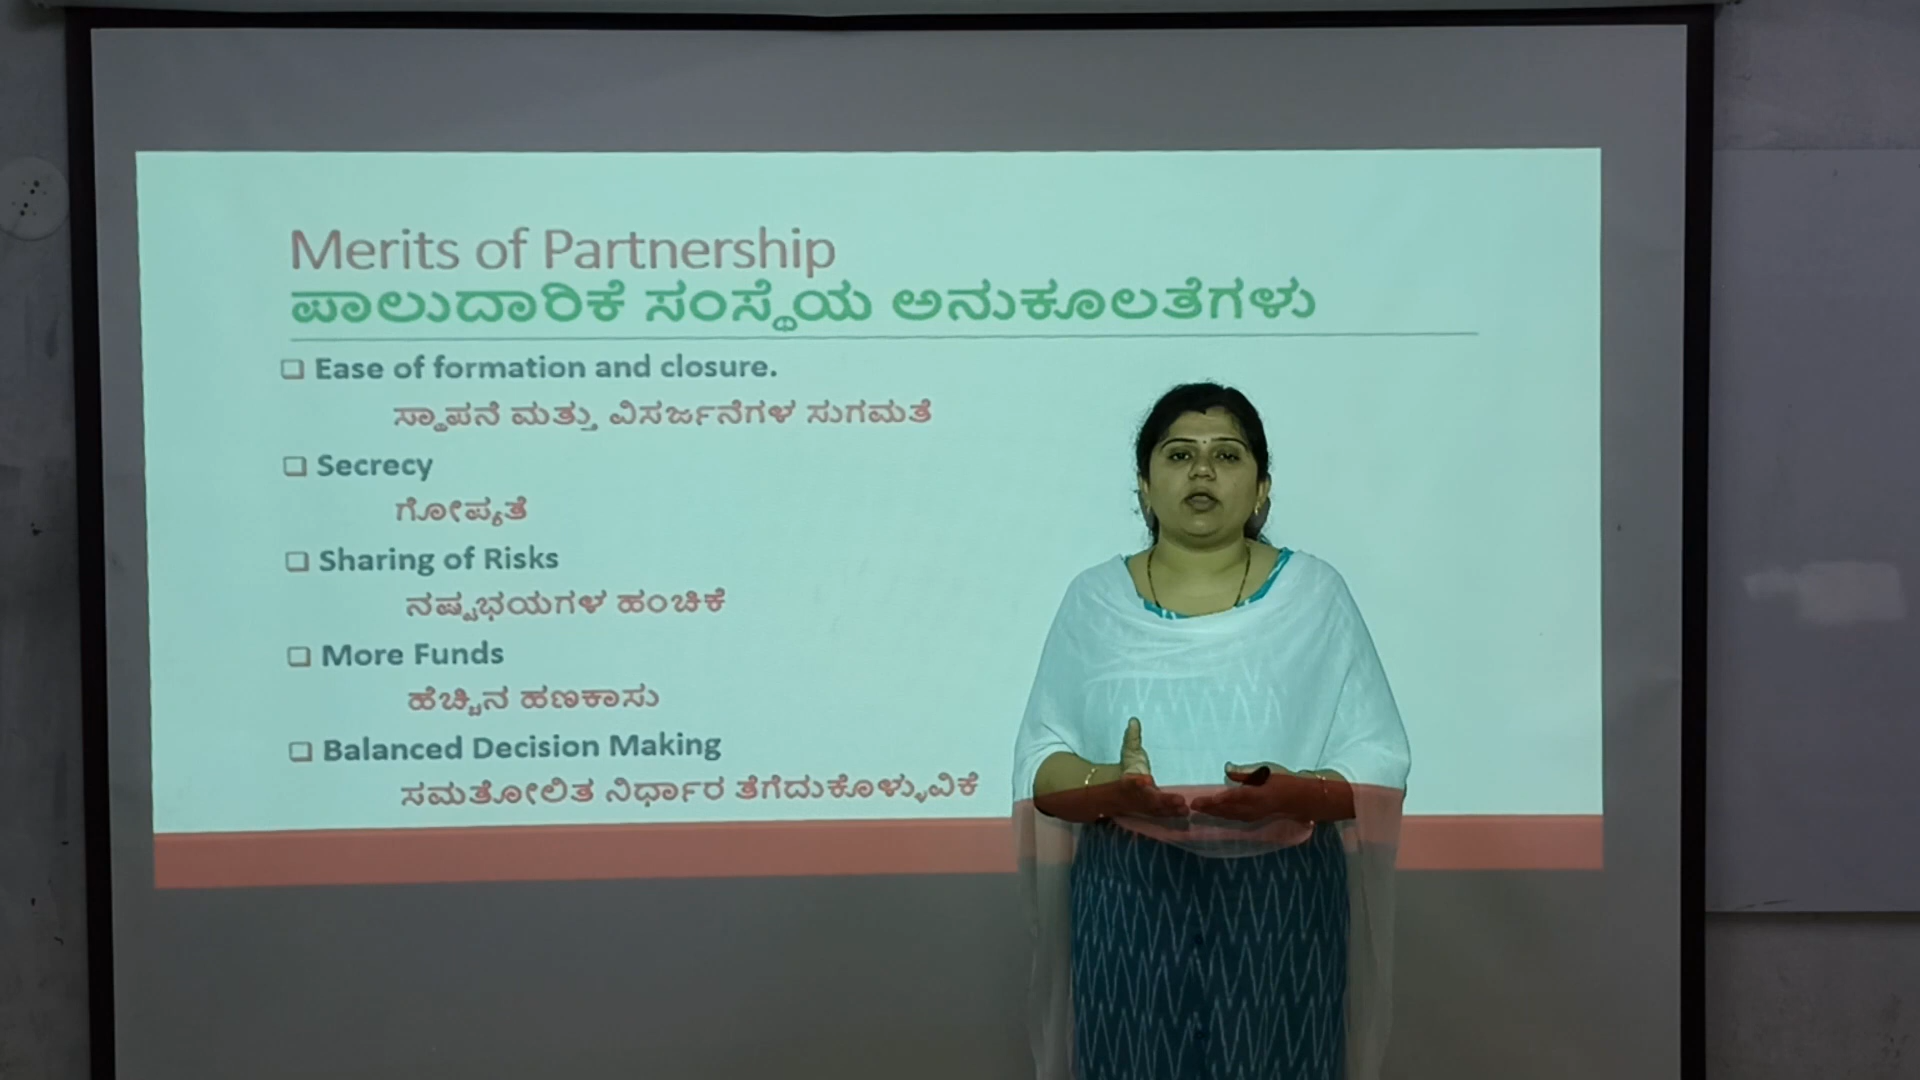 Merits of Partnership
ಪಾಲುದಾರಿಕೆ ಸಂಸ್ಥೆಯ ಅನುಕೂಲತೆಗಳು
Ease of formation and closure.
ಸ್ಥಾಪನೆ ಮತ್ತು ವಿಸರ್ಜನೆಗಳ ಸುಗಮತೆ
Secrecy
ಗೋಪ್ಯತೆ
Sharing of Risks
ನಷ್ಟಭಯಗಳ ಹಂಚಿಕೆ
More Funds
ಹೆಚ್ಚಿನ ಹಣಕಾಸು
Balanced Decision Making
ಸಮತೋಲಿತ ನಿರ್ಧಾರ ತೆಗೆದುಕೊಳ್ಳುವಿಕೆ